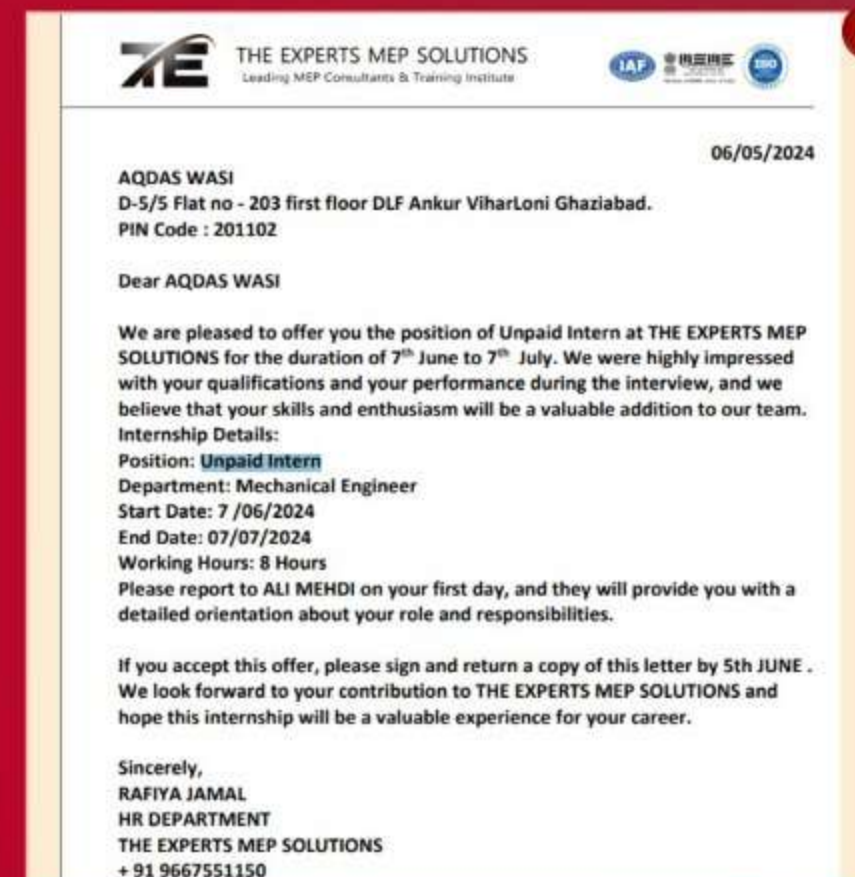 TE
THE EXPERTS MEP SOLUTIONS
Leading MEP Consultants & Training Institute
IAF
ISO
06/05/2024
AQDAS WASI
D-5/5 Flat no - 203 first floor DLF Ankur ViharLoni Ghaziabad.
PIN Code : 201102
Dear AQDAS WASI
We are pleased to offer you the position of Unpaid Intern at THE EXPERTS MEP
SOLUTIONS for the duration of 7th June to 7th July. We were highly impressed
with your qualifications and your performance during the interview, and we
believe that your skills and enthusiasm will be a valuable addition to our team.
Internship Details:
Position: Unpaid Intern
Department: Mechanical Engineer
Start Date: 7 /06/2024
End Date: 07/07/2024
Working Hours: 8 Hours
Please report to ALI MEHDI on your first day, and they will provide you with a
detailed orientation about your role and responsibilities.
If you accept this offer, please sign and return a copy of this letter by 5th JUNE .
We look forward to your contribution to THE EXPERTS MEP SOLUTIONS and
hope this internship will be a valuable experience for your career.
Sincerely,
RAFIYA JAMAL
HR DEPARTMENT
THE EXPERTS MEP SOLUTIONS
+ 91 9667551150